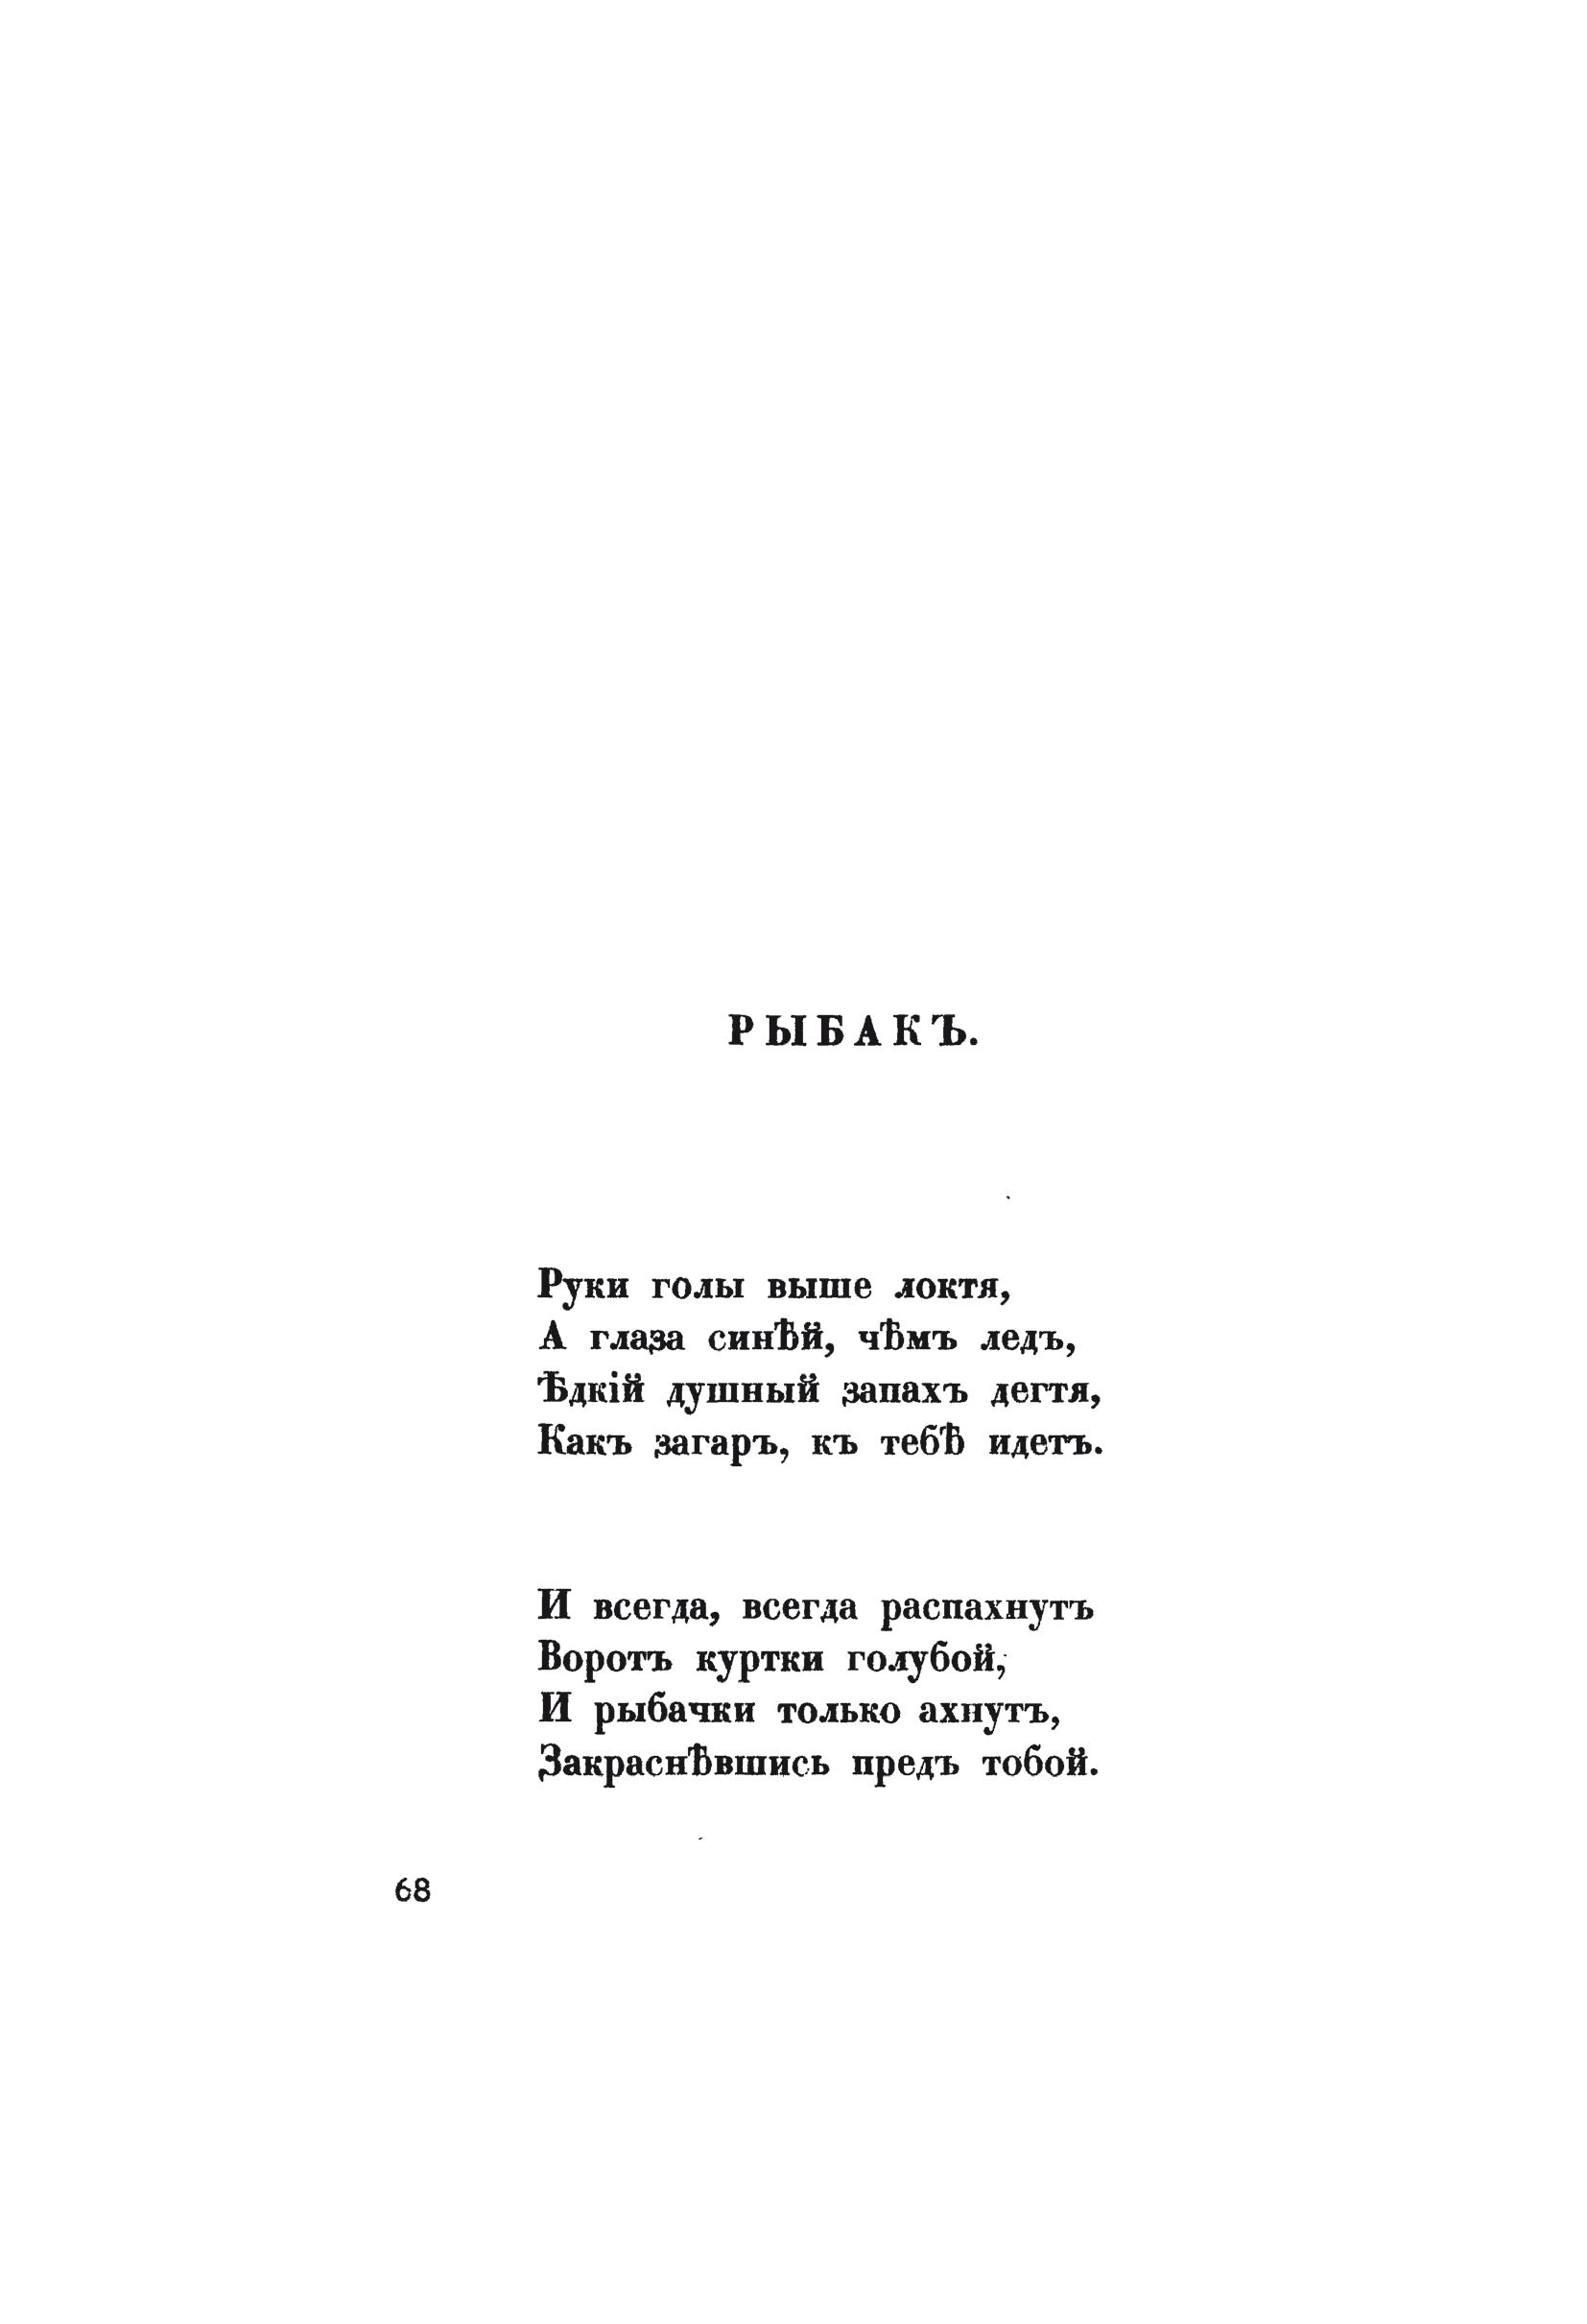 РЫБАКЪ.
Руки голы выше локтя,
А глаза синѣй, чѣмъ ледъ,
Ѣдкій душный запахъ дегтя,
Какъ загаръ, къ тебѣ идетъ.
И всегда, всегда распахнутъ
Воротъ куртки голубой,
И рыбачки только ахнутъ,
Закраснѣвшись предъ тобой.
68